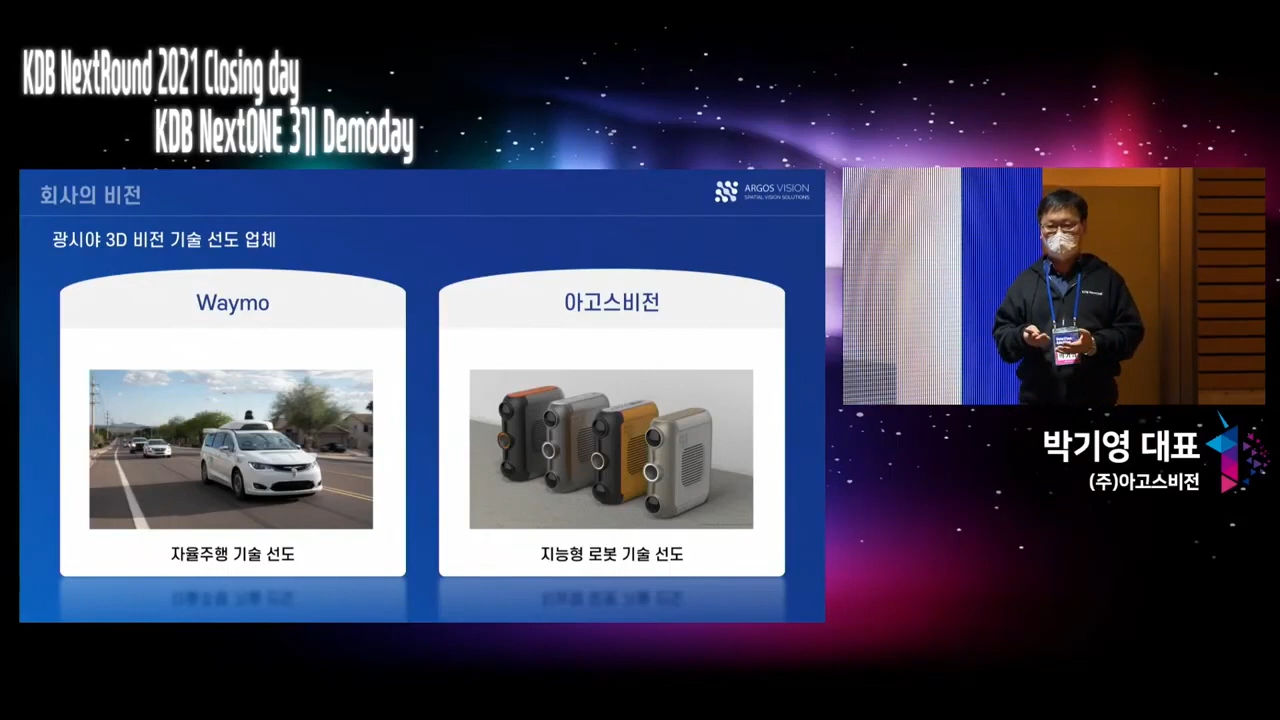 KDB NextRound 2021 Closing day
KDB NextONE 3기 Demoday
회사의 비전
ARGOS VISION
SPATIAL VISION SOLUTIONS
광시야 3D 비전 기술 선도 업체
Waymo
아고스비전
자율주행 기술 선도
지능형 로봇 기술 선도
박기영 대표
(주)아고스비전